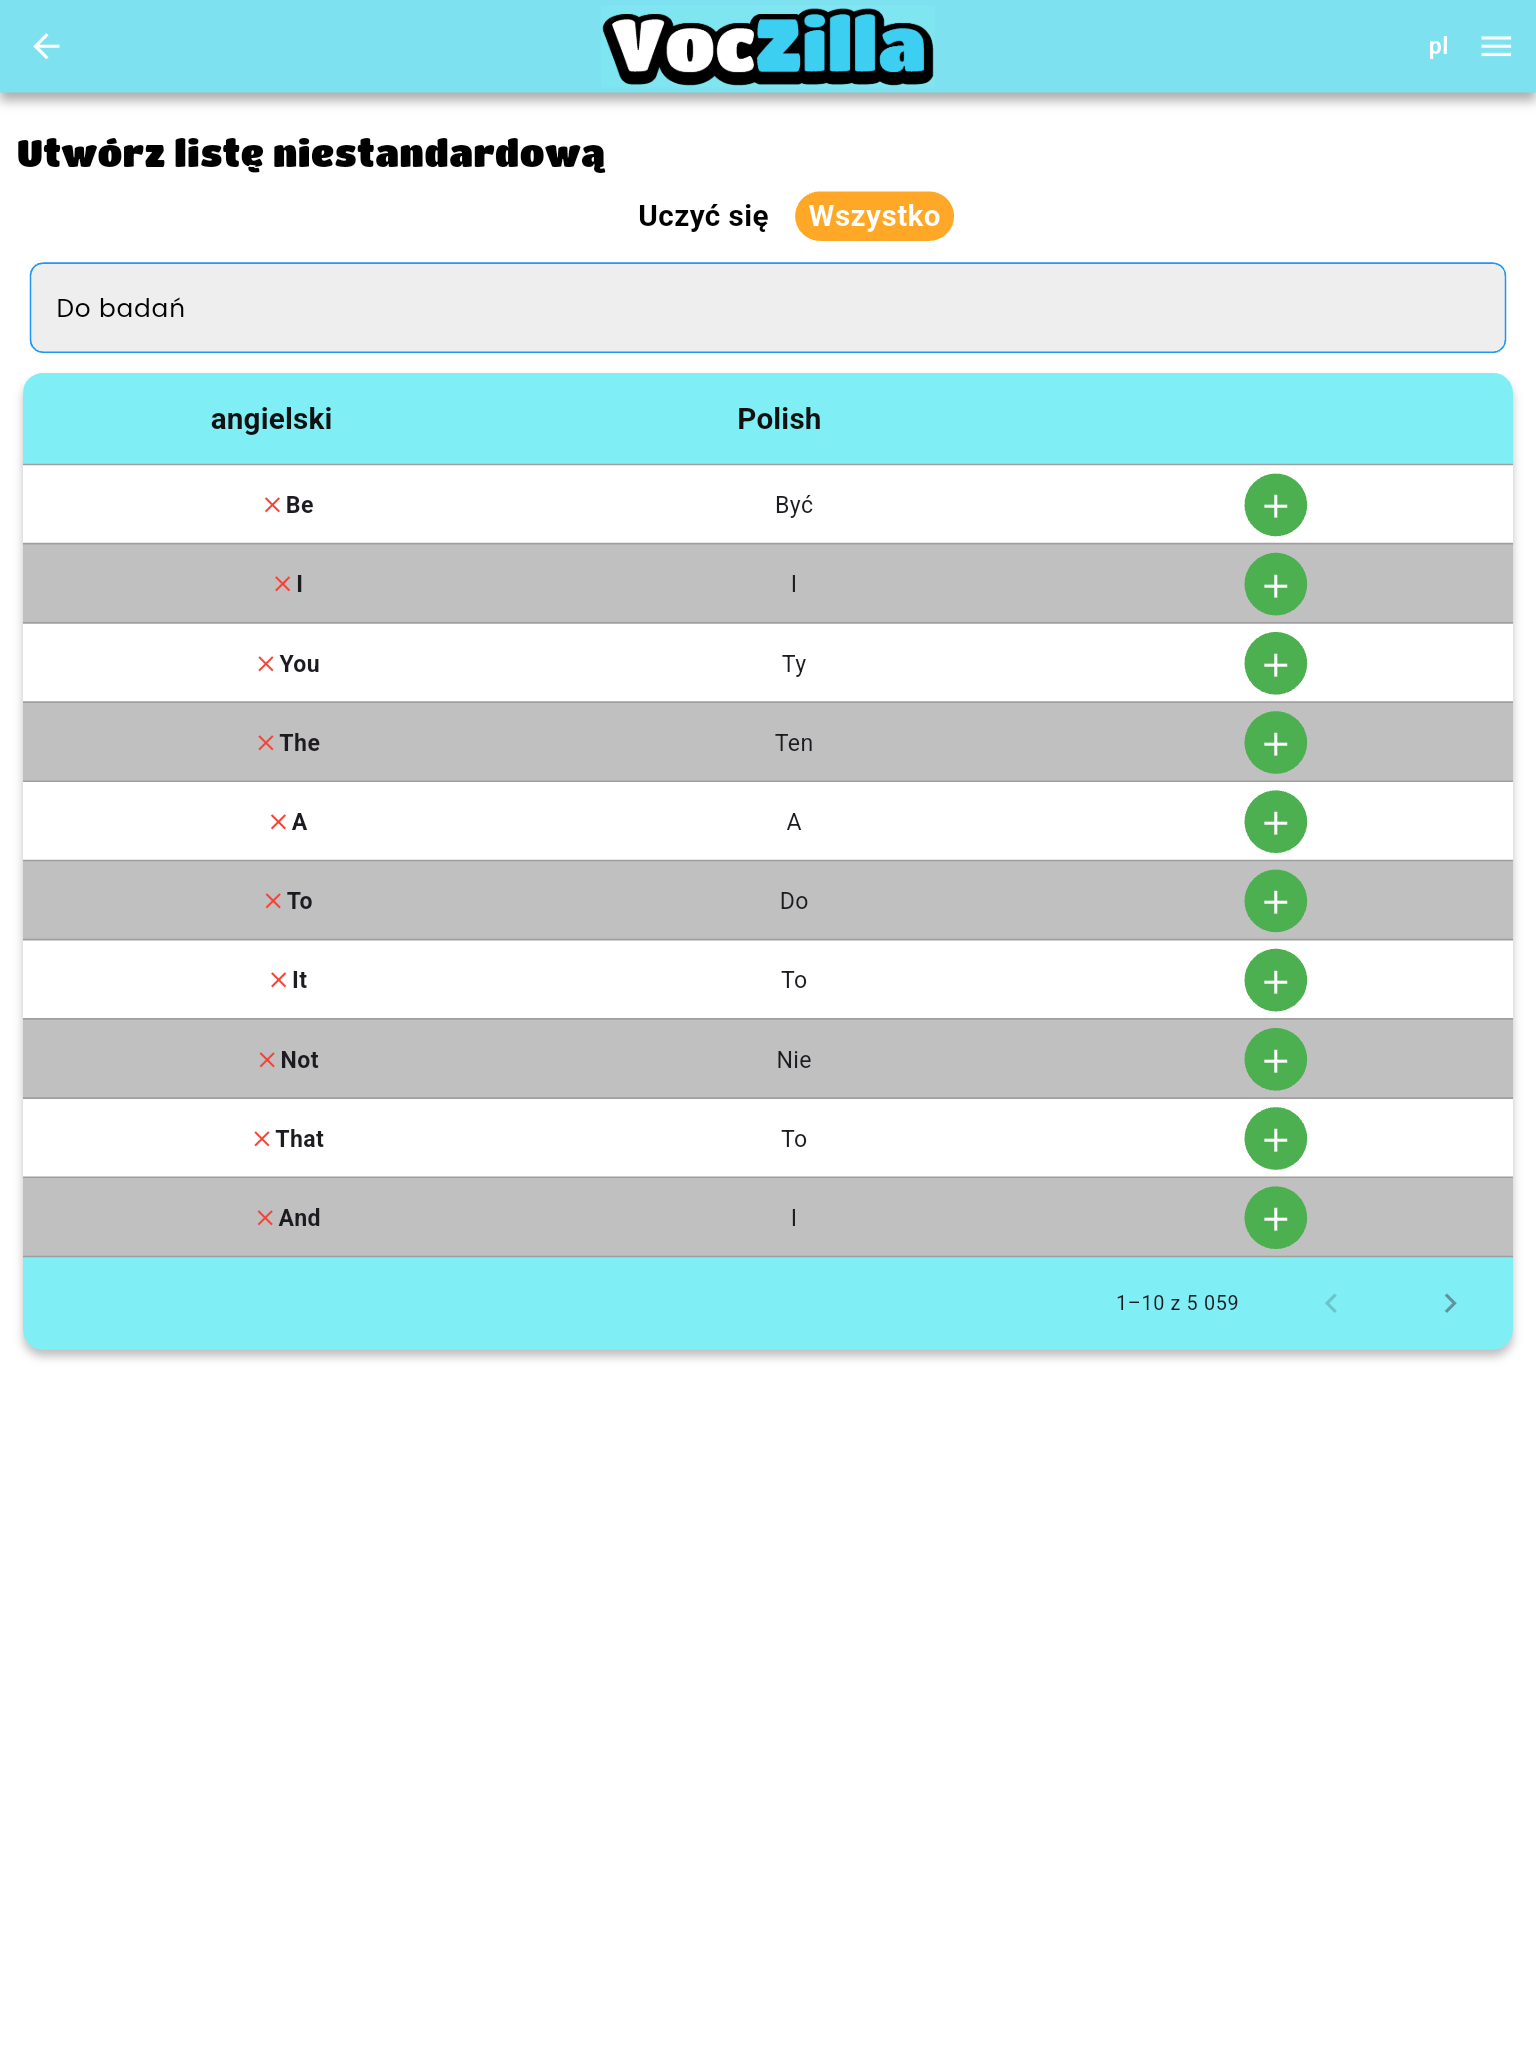 VocZilla
pl
Utwórz listę niestandardową
Uczyć się Wszystko
Do badań
angielski Polish
Be Być
I I
You Ty
The Ten
A A
To Do
It To
Not Nie
That To
And I
1–10 z 5 059